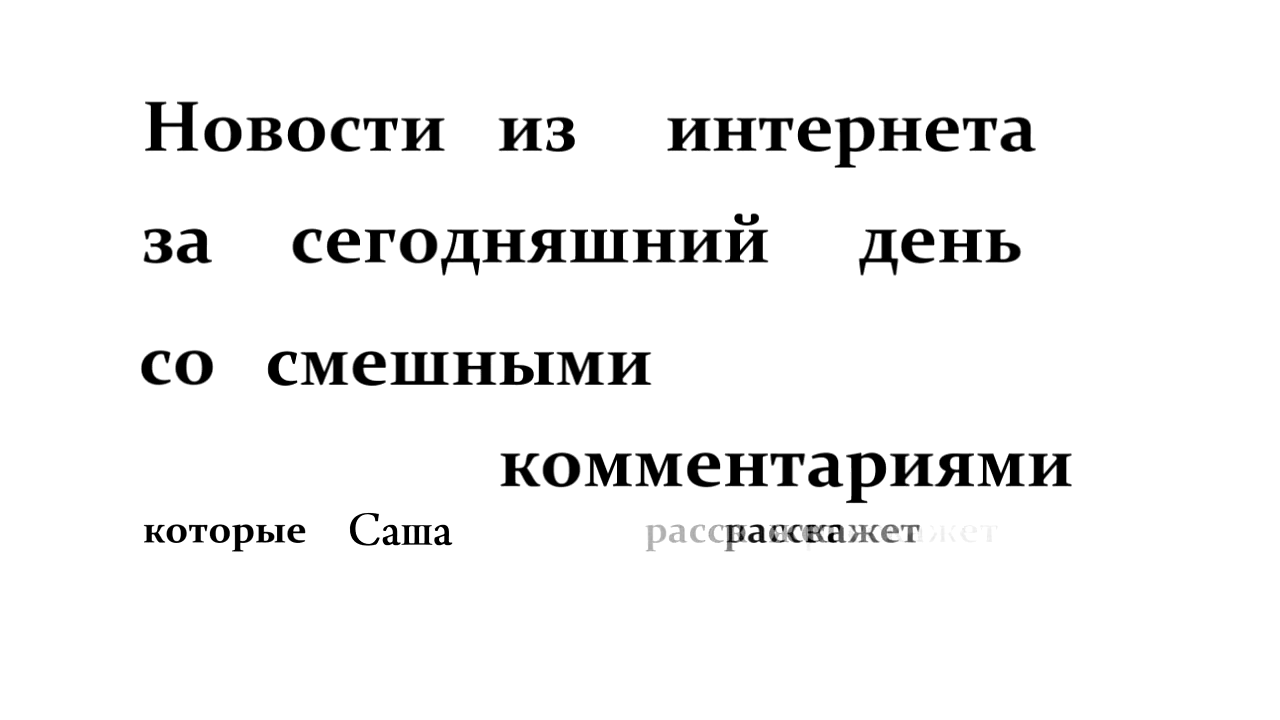 Новости из интернета
за сегодняшний день
со смешными
комментариями
которые Саша расскажет